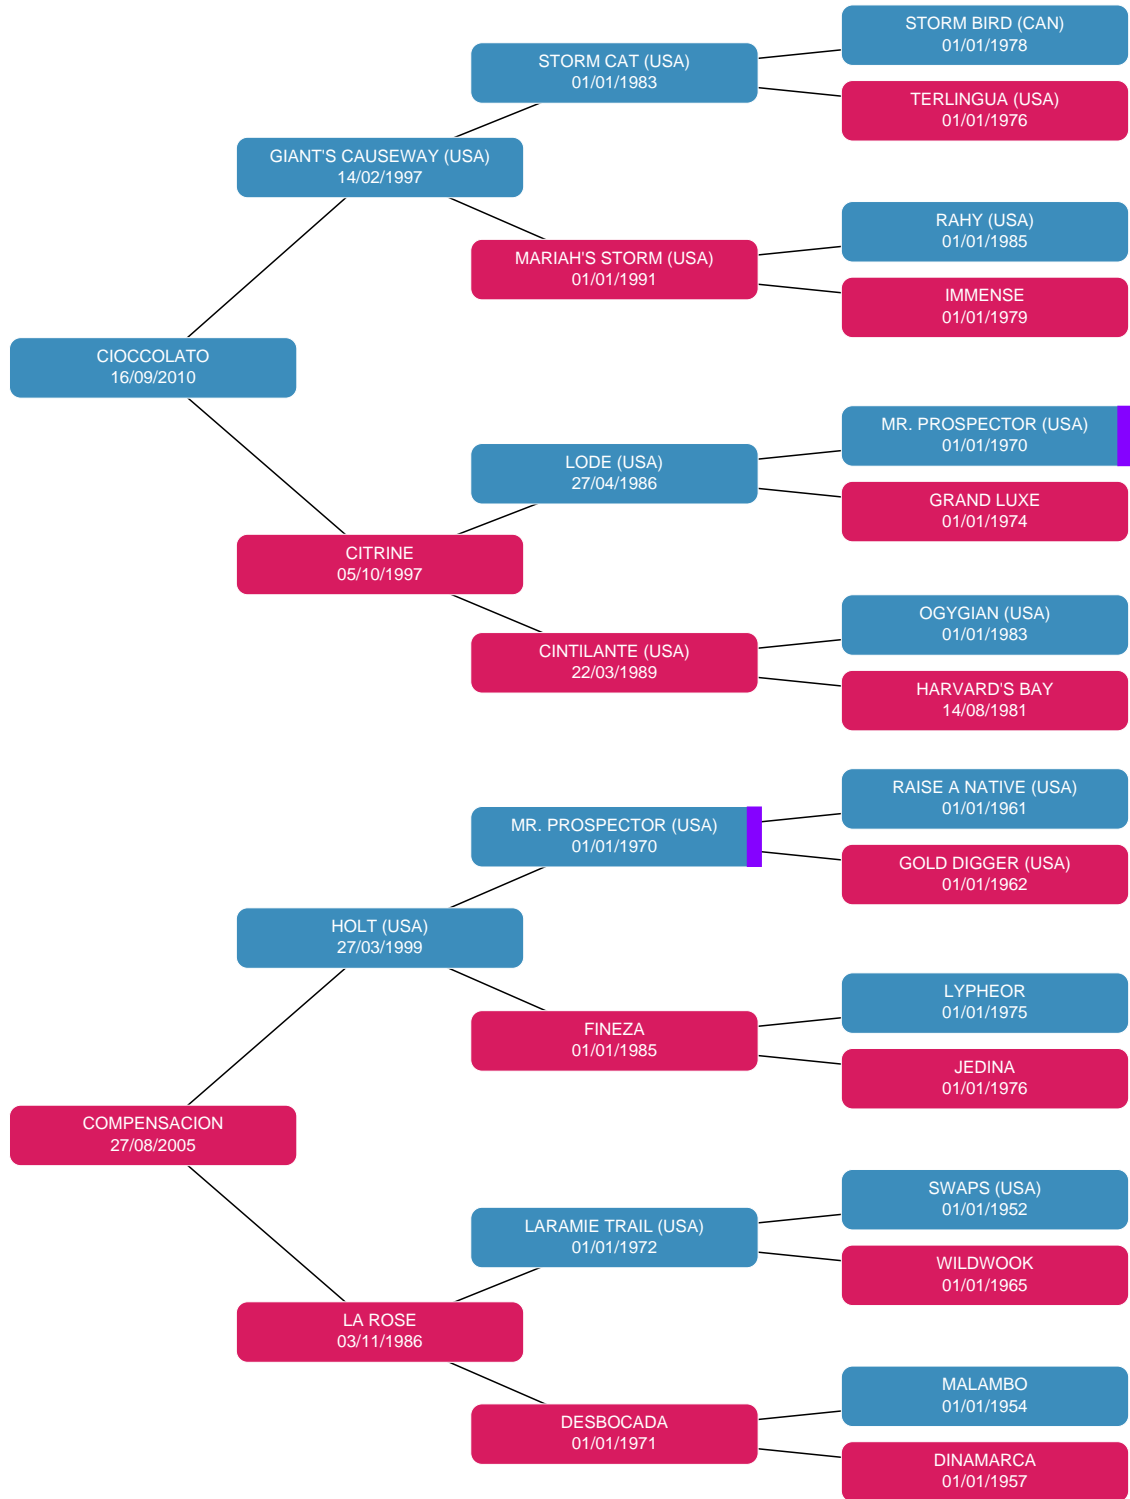 STORM BIRD (CAN)
01/01/1978
STORM CAT (USA)
01/01/1983
TERLINGUA (USA)
01/01/1976
GIANT'S CAUSEWAY (USA)
14/02/1997
RAHY (USA)
01/01/1985
MARIAH'S STORM (USA)
01/01/1991
IMMENSE
01/01/1979
CIOCCOLATO
16/09/2010
MR. PROSPECTOR (USA)
01/01/1970
LODE (USA)
27/04/1986
GRAND LUXE
01/01/1974
CITRINE
05/10/1997
OGYGIAN (USA)
01/01/1983
CINTILANTE (USA)
22/03/1989
HARVARD'S BAY
14/08/1981
RAISE A NATIVE (USA)
01/01/1961
MR. PROSPECTOR (USA)
01/01/1970
GOLD DIGGER (USA)
01/01/1962
HOLT (USA)
27/03/1999
LYPHEOR
01/01/1975
FINEZA
01/01/1985
JEDINA
01/01/1976
COMPENSACION
27/08/2005
SWAPS (USA)
01/01/1952
LARAMIE TRAIL (USA)
01/01/1972
WILDWOOK
01/01/1965
LA ROSE
03/11/1986
MALAMBO
01/01/1954
DESBOCADA
01/01/1971
DINAMARCA
01/01/1957